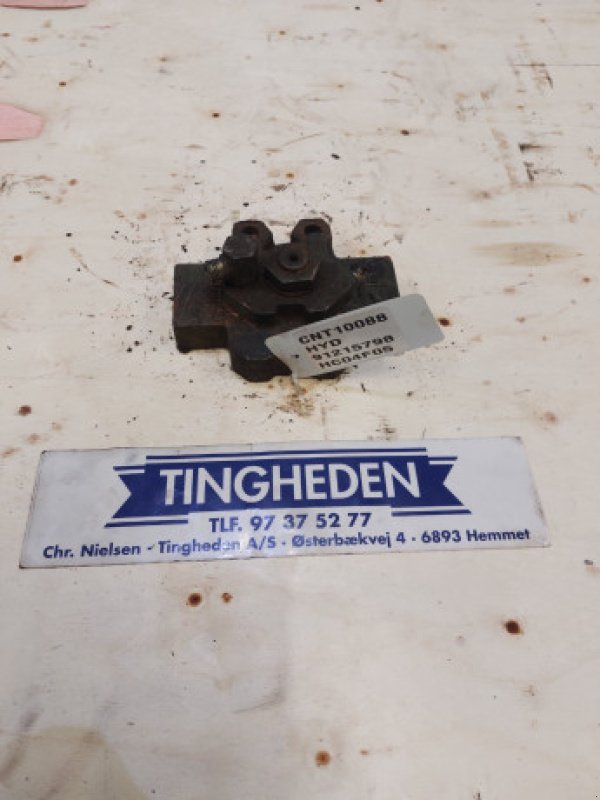 CNT10088
HYD
91215798
HC04F05
TINGHEDEN
TLF. 97 37 52 77
Chr. Nielsen - Tingheden A/S · Østerbækvej 4 - 6893 Hemmet